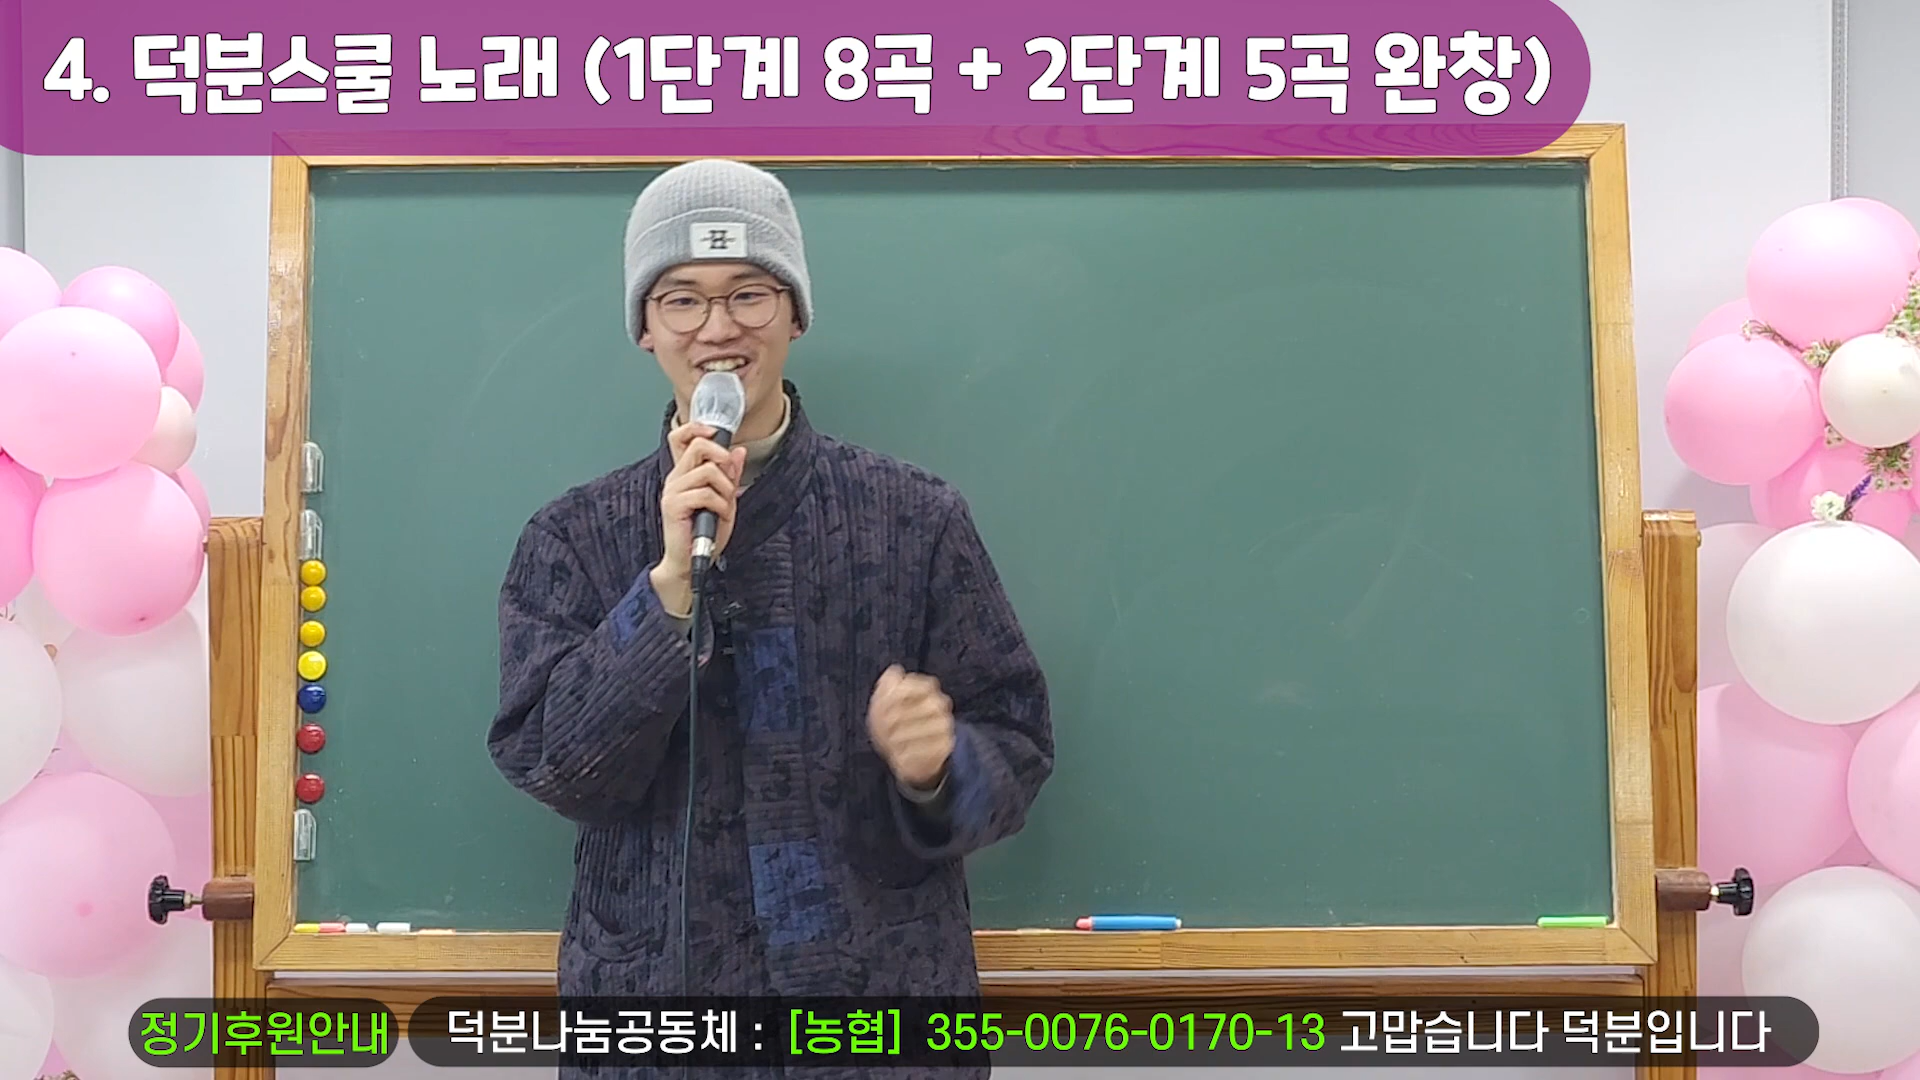 4. 덕분스쿨 노래 (1단계 8곡 + 2단계 5곡 완창)
정기후원안내 덕분나눔공동체 : [농협] 355-0076-0170-13 고맙습니다 덕분입니다